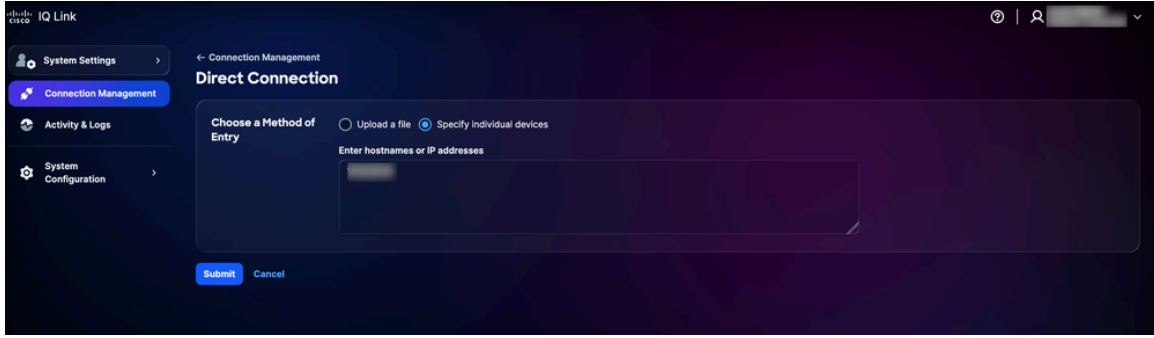 cisco IQ Link
System Settings
Connection Management
Activity & Logs
System
Configuration
← Connection Management
Direct Connection
Choose a Method of
Entry
Upload a file Specify individual devices
Enter hostnames or IP addresses
Submit Cancel